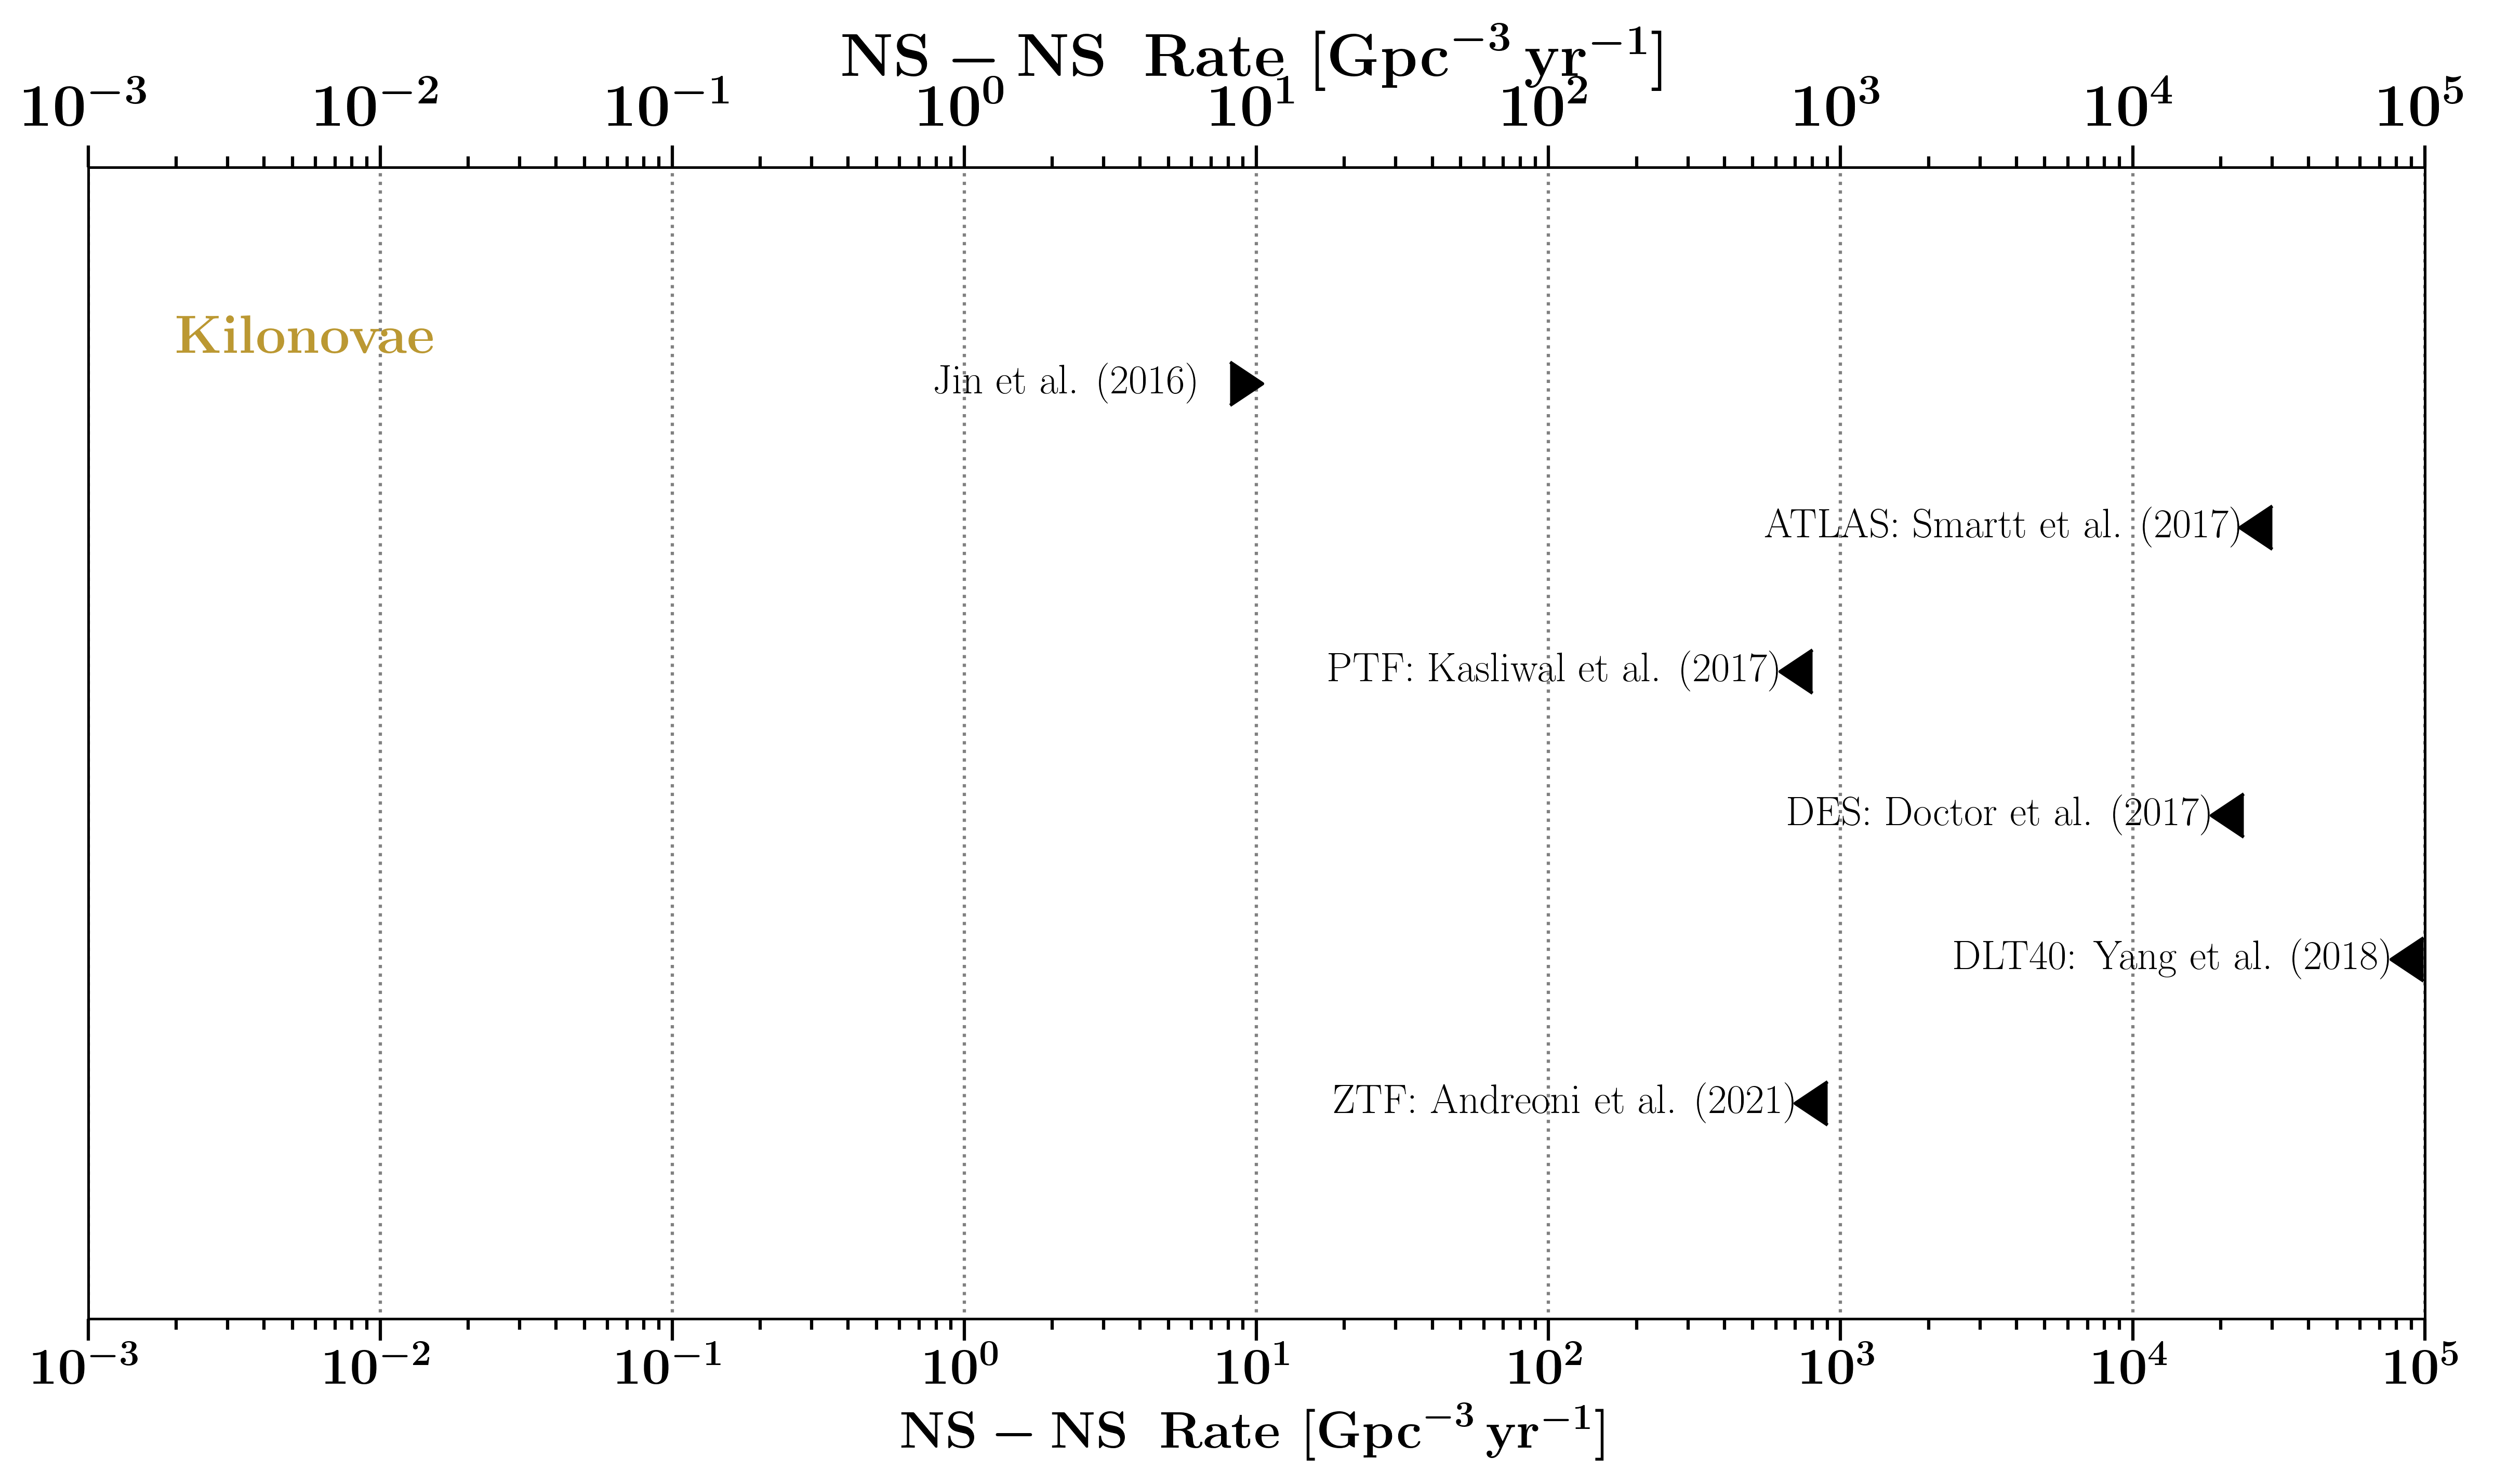 NS − NS Rate [Gpc⁻³ yr⁻¹]
10⁻³ 10⁻² 10⁻¹ 10⁰ 10¹ 10² 10³ 10⁴ 10⁵
Kilonovae
Jin et al. (2016)
ATLAS: Smartt et al. (2017)
PTF: Kasliwal et al. (2017)
DES: Doctor et al. (2017)
DLT40: Yang et al. (2018)
ZTF: Andreoni et al. (2021)
10⁻³ 10⁻² 10⁻¹ 10⁰ 10¹ 10² 10³ 10⁴ 10⁵
NS − NS Rate [Gpc⁻³ yr⁻¹]